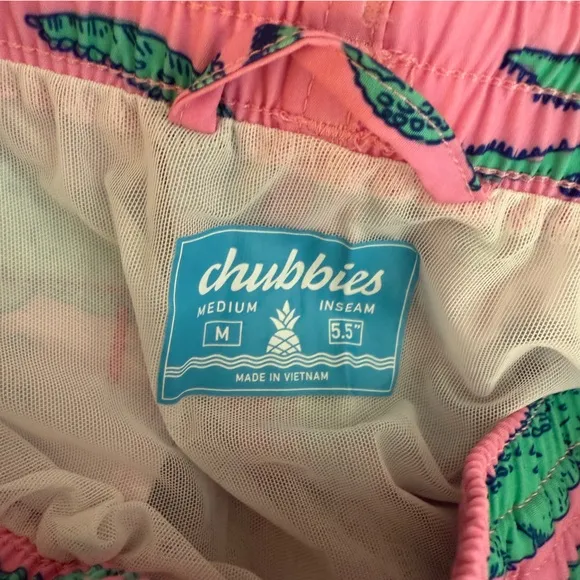 chubbies
MEDIUM INSEAM
M 5.5"
MADE IN VIETNAM